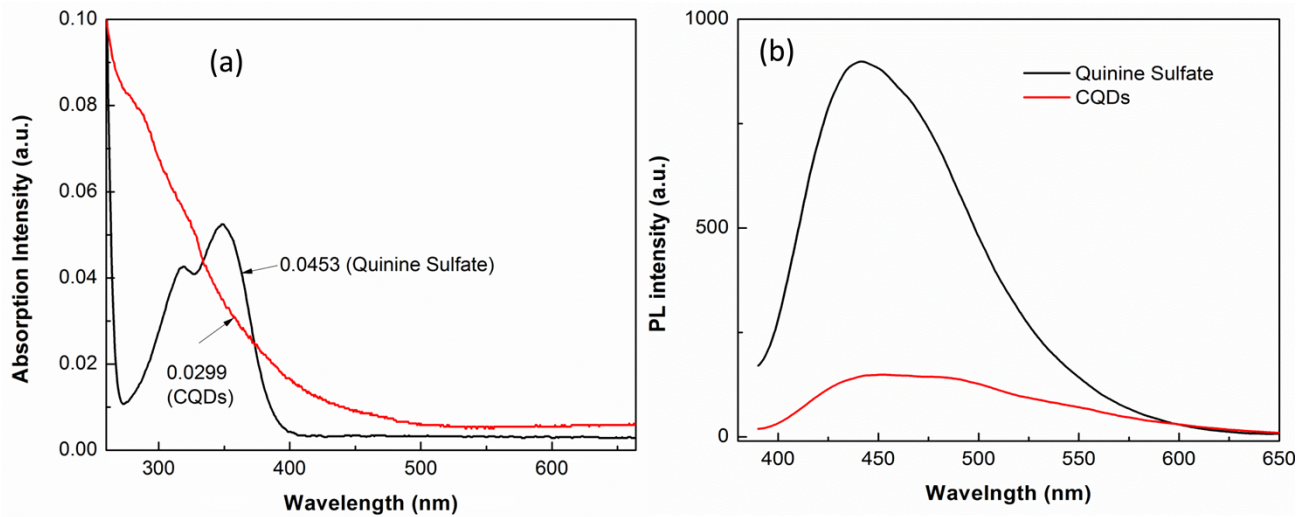 (a)
Absorption Intensity (a.u.)
0.10
0.08
0.06
0.04
0.02
0.00
0.0453 (Quinine Sulfate)
0.0299
(CQDs)
300
400
500
600
Wavelength (nm)
(b)
PL intensity (a.u.)
1000
500
0
Quinine Sulfate
CQDs
400
450
500
550
600
650
Wavelngth (nm)